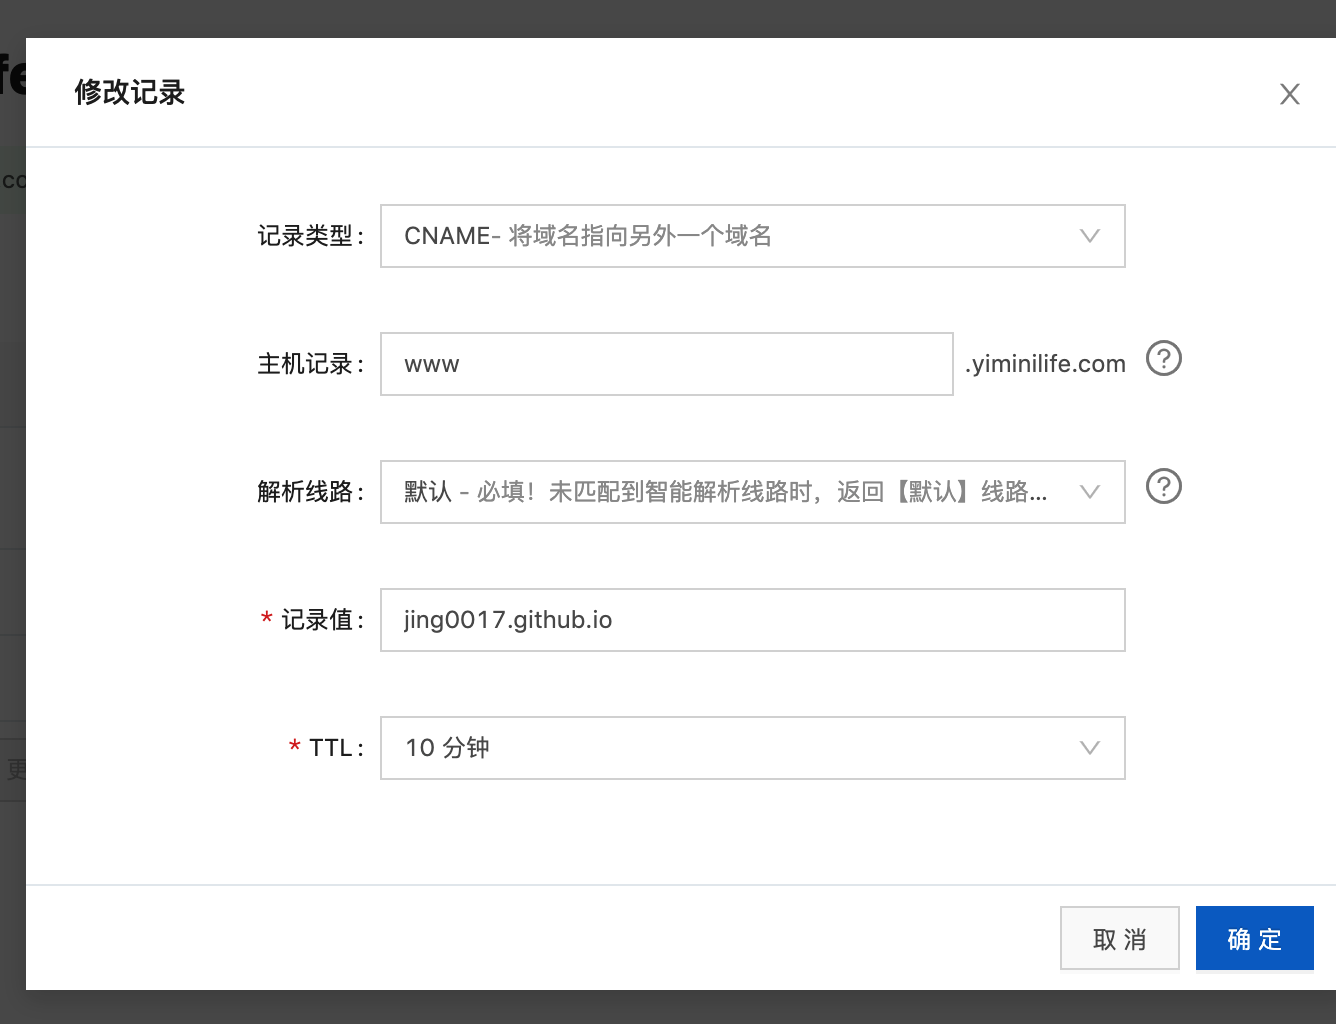 fe
修改记录
X
co
记录类型:
CNAME- 将域名指向另外一个域名
主机记录:
www
.yiminilife.com
?
解析线路:
默认 - 必填！未匹配到智能解析线路时，返回【默认】线路...
?
* 记录值:
jing0017.github.io
* TTL:
10 分钟
更
取 消
确 定